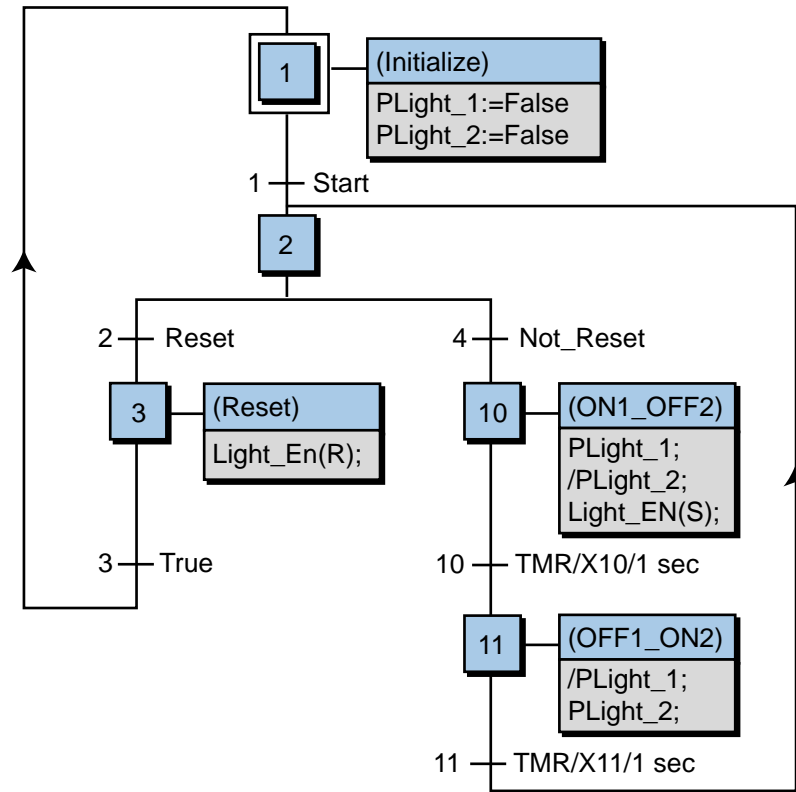 1
(Initialize)
PLight_1:=False
PLight_2:=False
1 Start
2
2 Reset
4 Not_Reset
3
(Reset)
Light_En(R);
10
(ON1_OFF2)
PLight_1;
/PLight_2;
Light_EN(S);
3 True
10 TMR/X10/1 sec
11
(OFF1_ON2)
/PLight_1;
PLight_2;
11 TMR/X11/1 sec